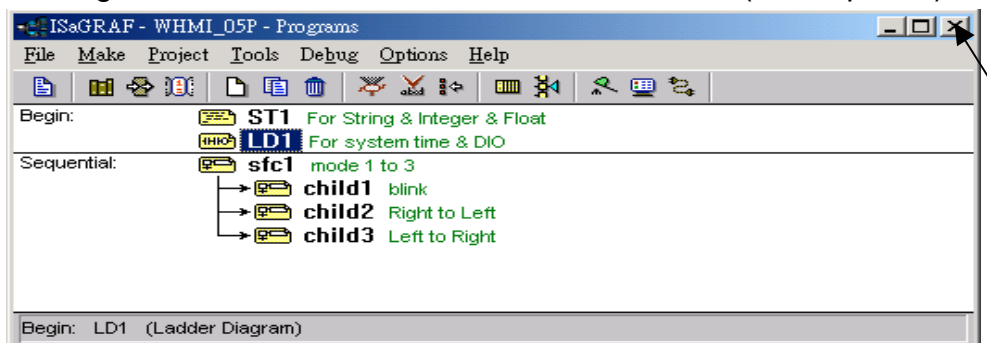 ISaGRAF - WHMI_05P - Programs
File Make Project Tools Debug Options Help
Begin: ST1 For String & Integer & Float
LD1 For system time & DIO
Sequential: sfc1 mode 1 to 3
child1 blink
child2 Right to Left
child3 Left to Right
Begin: LD1 (Ladder Diagram)